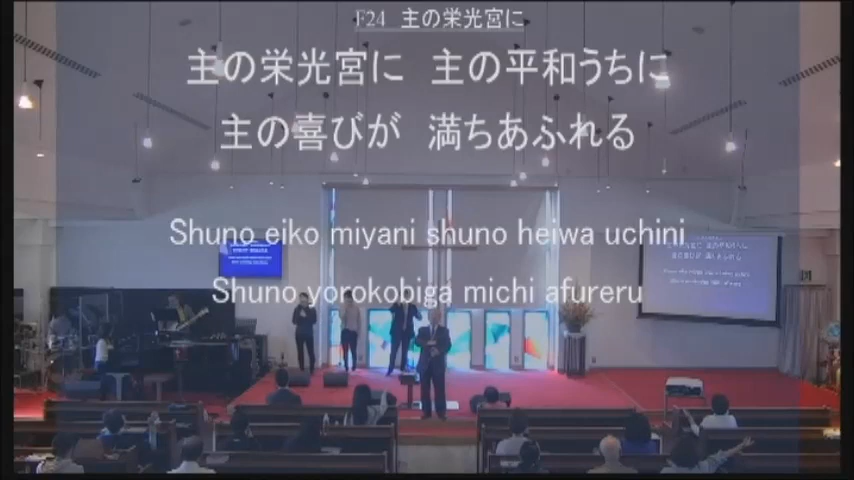 F24 主の栄光宮に
主の栄光宮に 主の平和うちに
主の喜びが 満ちあふれる
Shuno eiko miyani shuno heiwa uchini
Shuno yorokobiga michi afureru